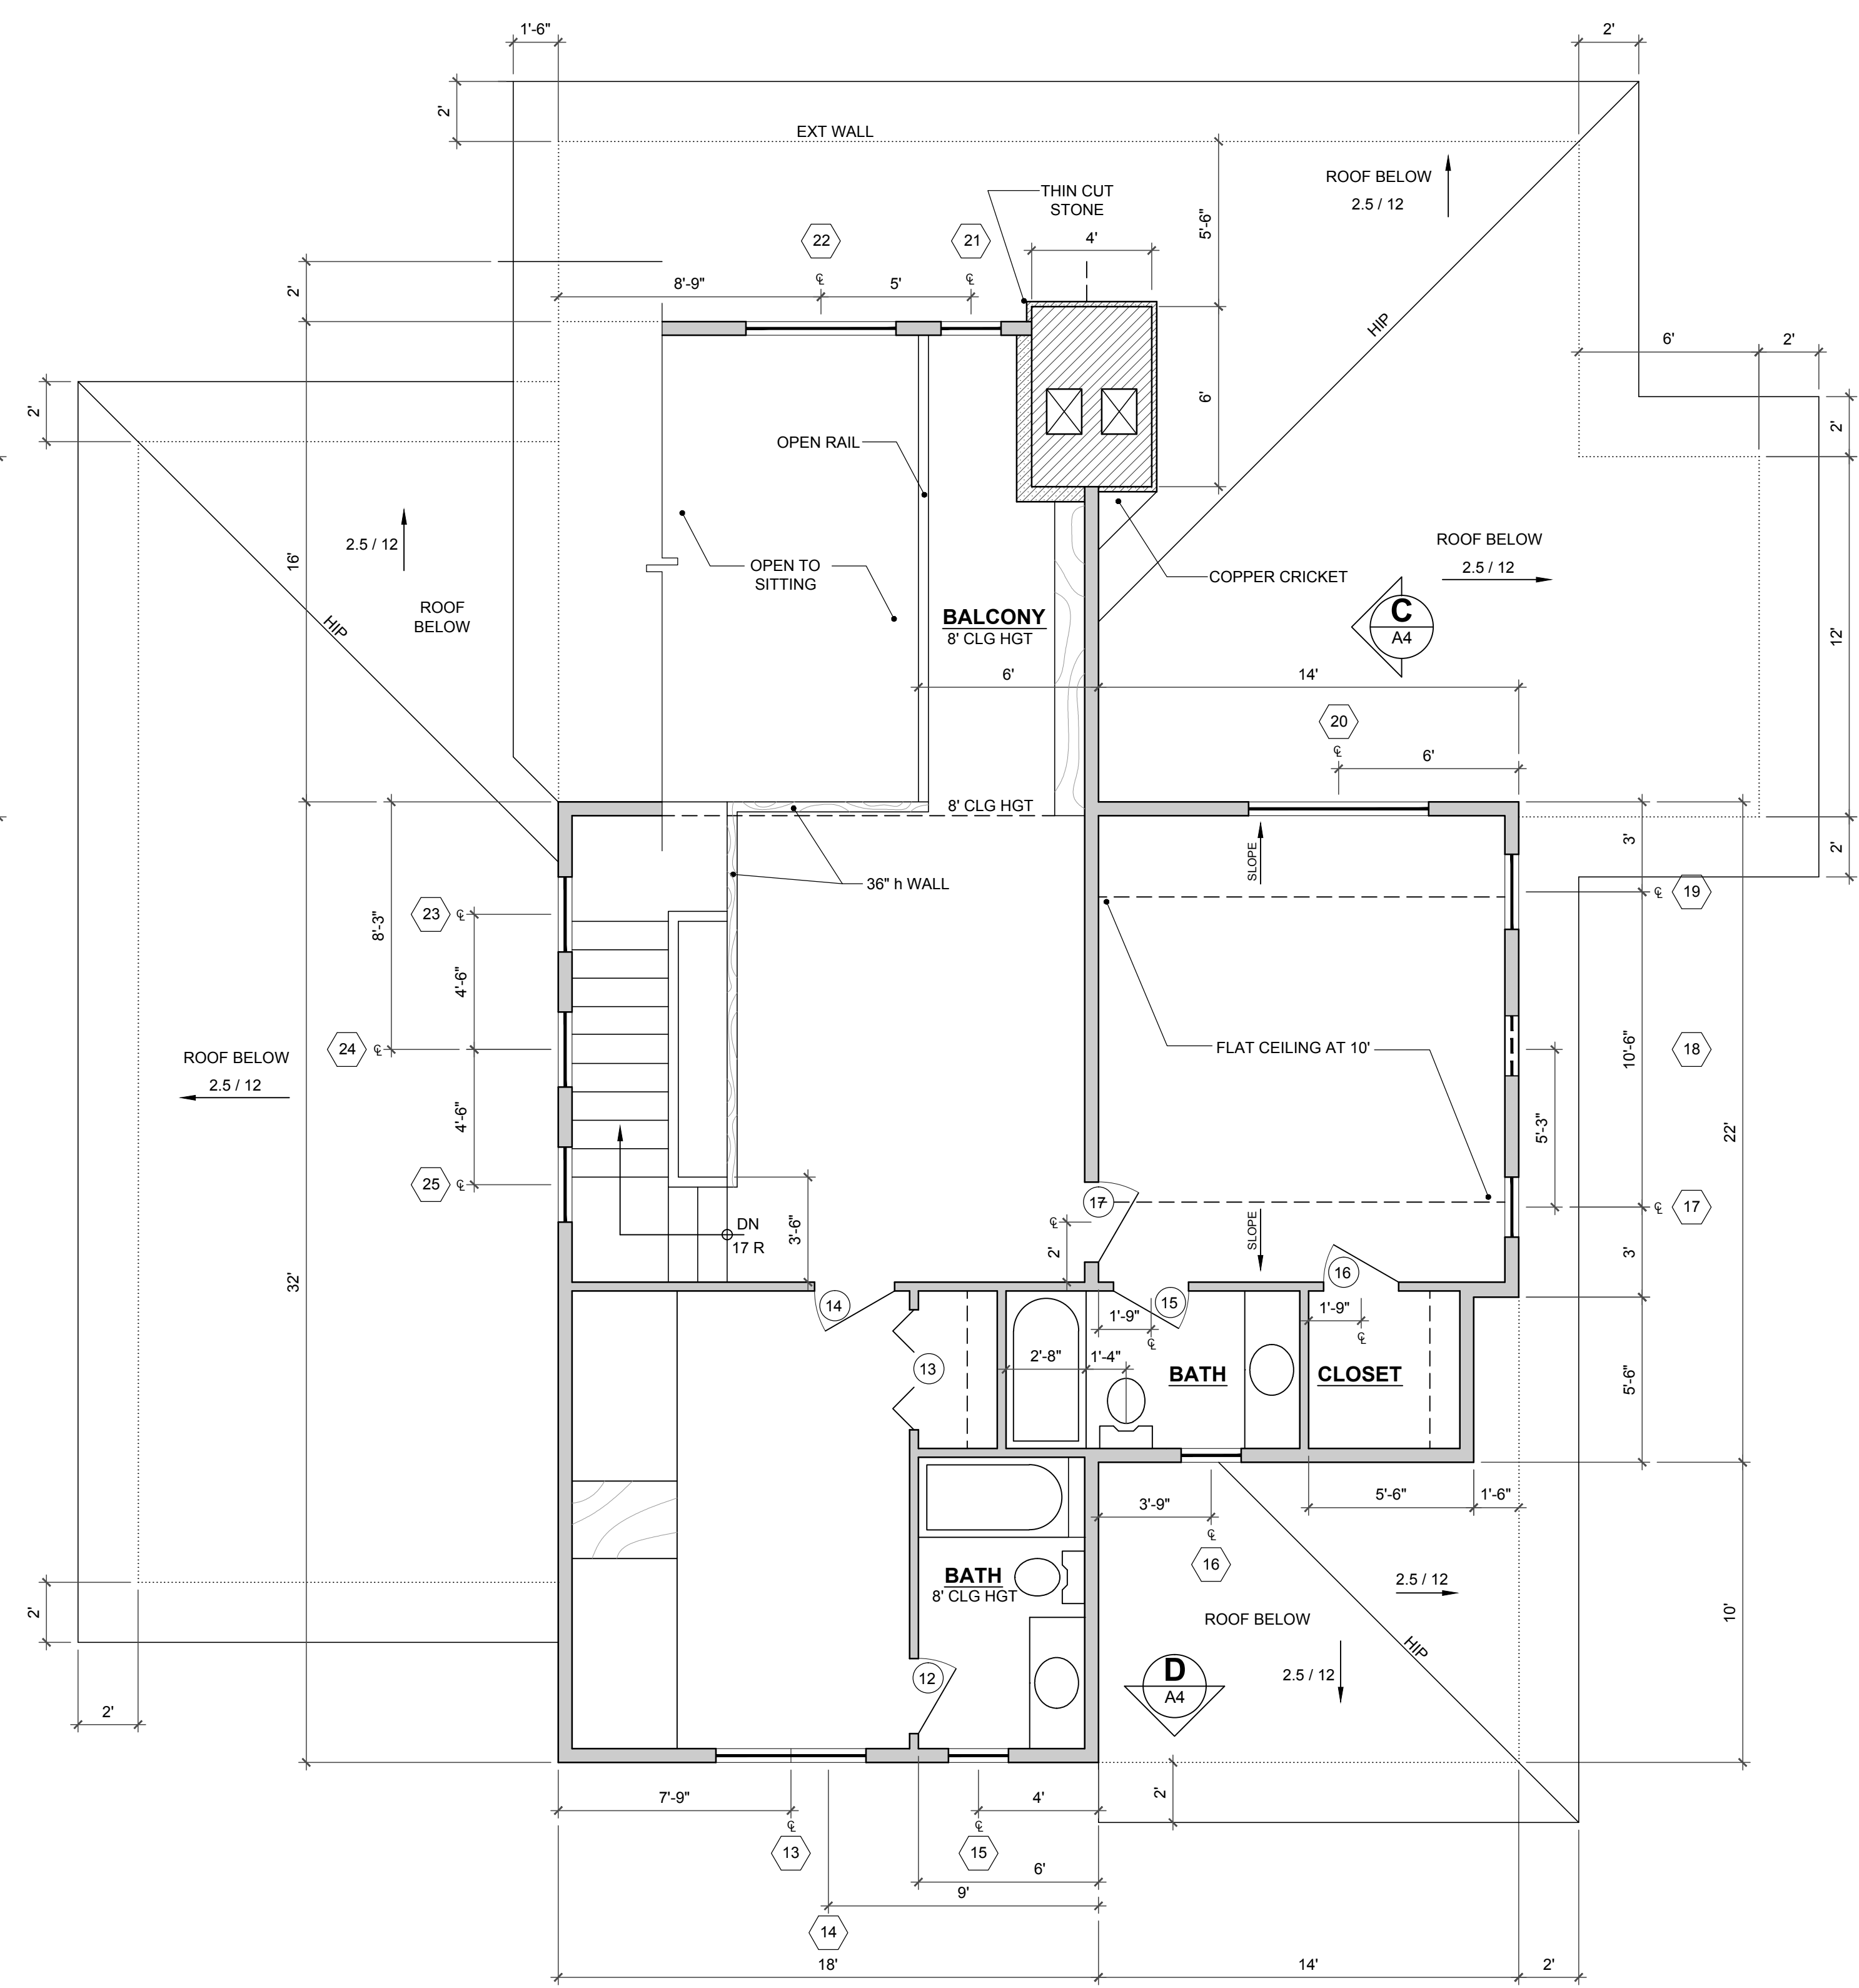 1'-6"
2'
2'
EXT WALL
ROOF BELOW
2.5 / 12
THIN CUT
STONE
5'-6"
22
21
4'
2'
8'-9"
℄
5'
℄
HIP
6'
2'
2'
6'
2'
OPEN RAIL
16'
2.5 / 12
OPEN TO
SITTING
ROOF BELOW
2.5 / 12
COPPER CRICKET
ROOF
BELOW
HIP
BALCONY
8' CLG HGT
C
A4
12'
6'
14'
20
℄
6'
8' CLG HGT
3'
2'
SLOPE
36" h WALL
℄
19
23
℄
8'-3"
4'-6"
24
℄
ROOF BELOW
2.5 / 12
FLAT CEILING AT 10'
10'-6"
18
4'-6"
5'-3"
22'
25
℄
17
℄
17
℄
2'
SLOPE
3'
DN
17 R
3'-6"
32'
14
15
16
1'-9"
℄
1'-9"
℄
13
2'-8"
1'-4"
BATH
CLOSET
5'-6"
3'-9"
℄
16
5'-6"
1'-6"
BATH
8' CLG HGT
2.5 / 12
2'
ROOF BELOW
10'
HIP
12
D
A4
2.5 / 12
2'
7'-9"
℄
13
4'
℄
15
2'
6'
9'
14
18'
14'
2'